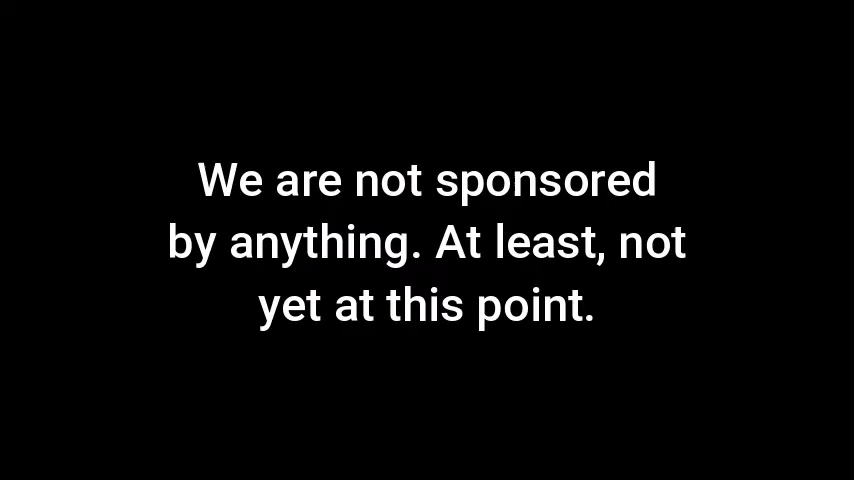 We are not sponsored
by anything. At least, not
yet at this point.